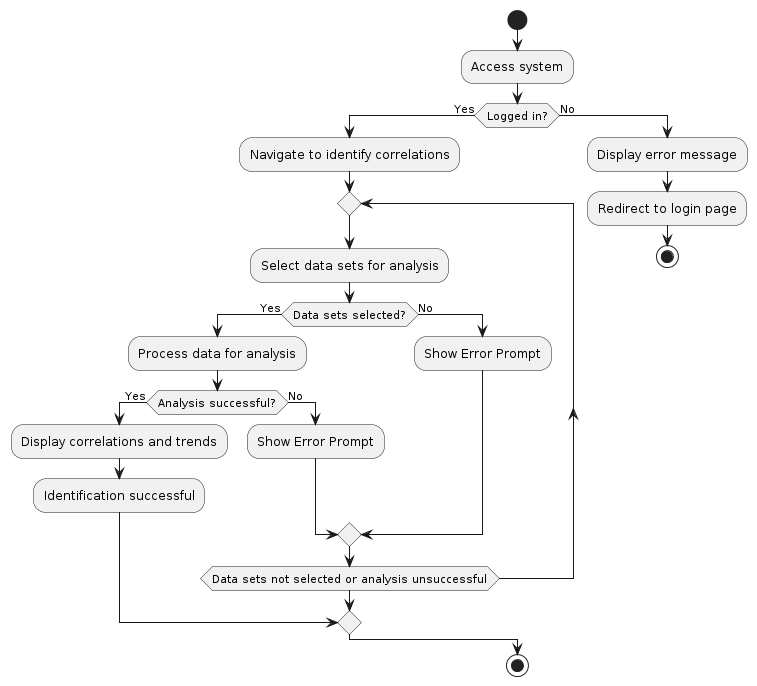 Access system
Yes
Logged in?
No
Navigate to identify correlations
Display error message
Redirect to login page
Select data sets for analysis
Yes
Data sets selected?
No
Process data for analysis
Show Error Prompt
Yes
Analysis successful?
No
Display correlations and trends
Show Error Prompt
Identification successful
Data sets not selected or analysis unsuccessful